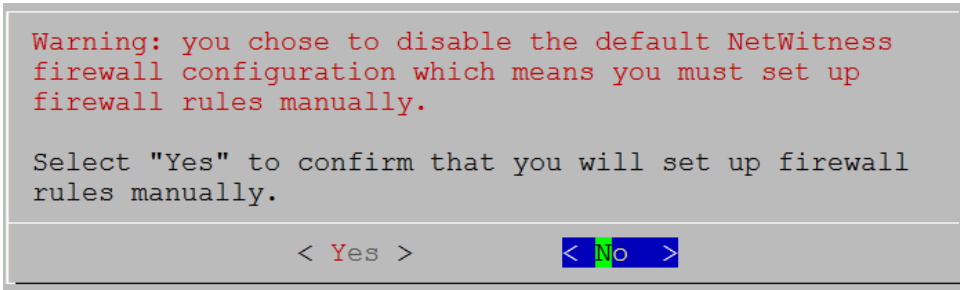 Warning: you chose to disable the default NetWitness
firewall configuration which means you must set up
firewall rules manually.
Select "Yes" to confirm that you will set up firewall
rules manually.
< Yes > < No >